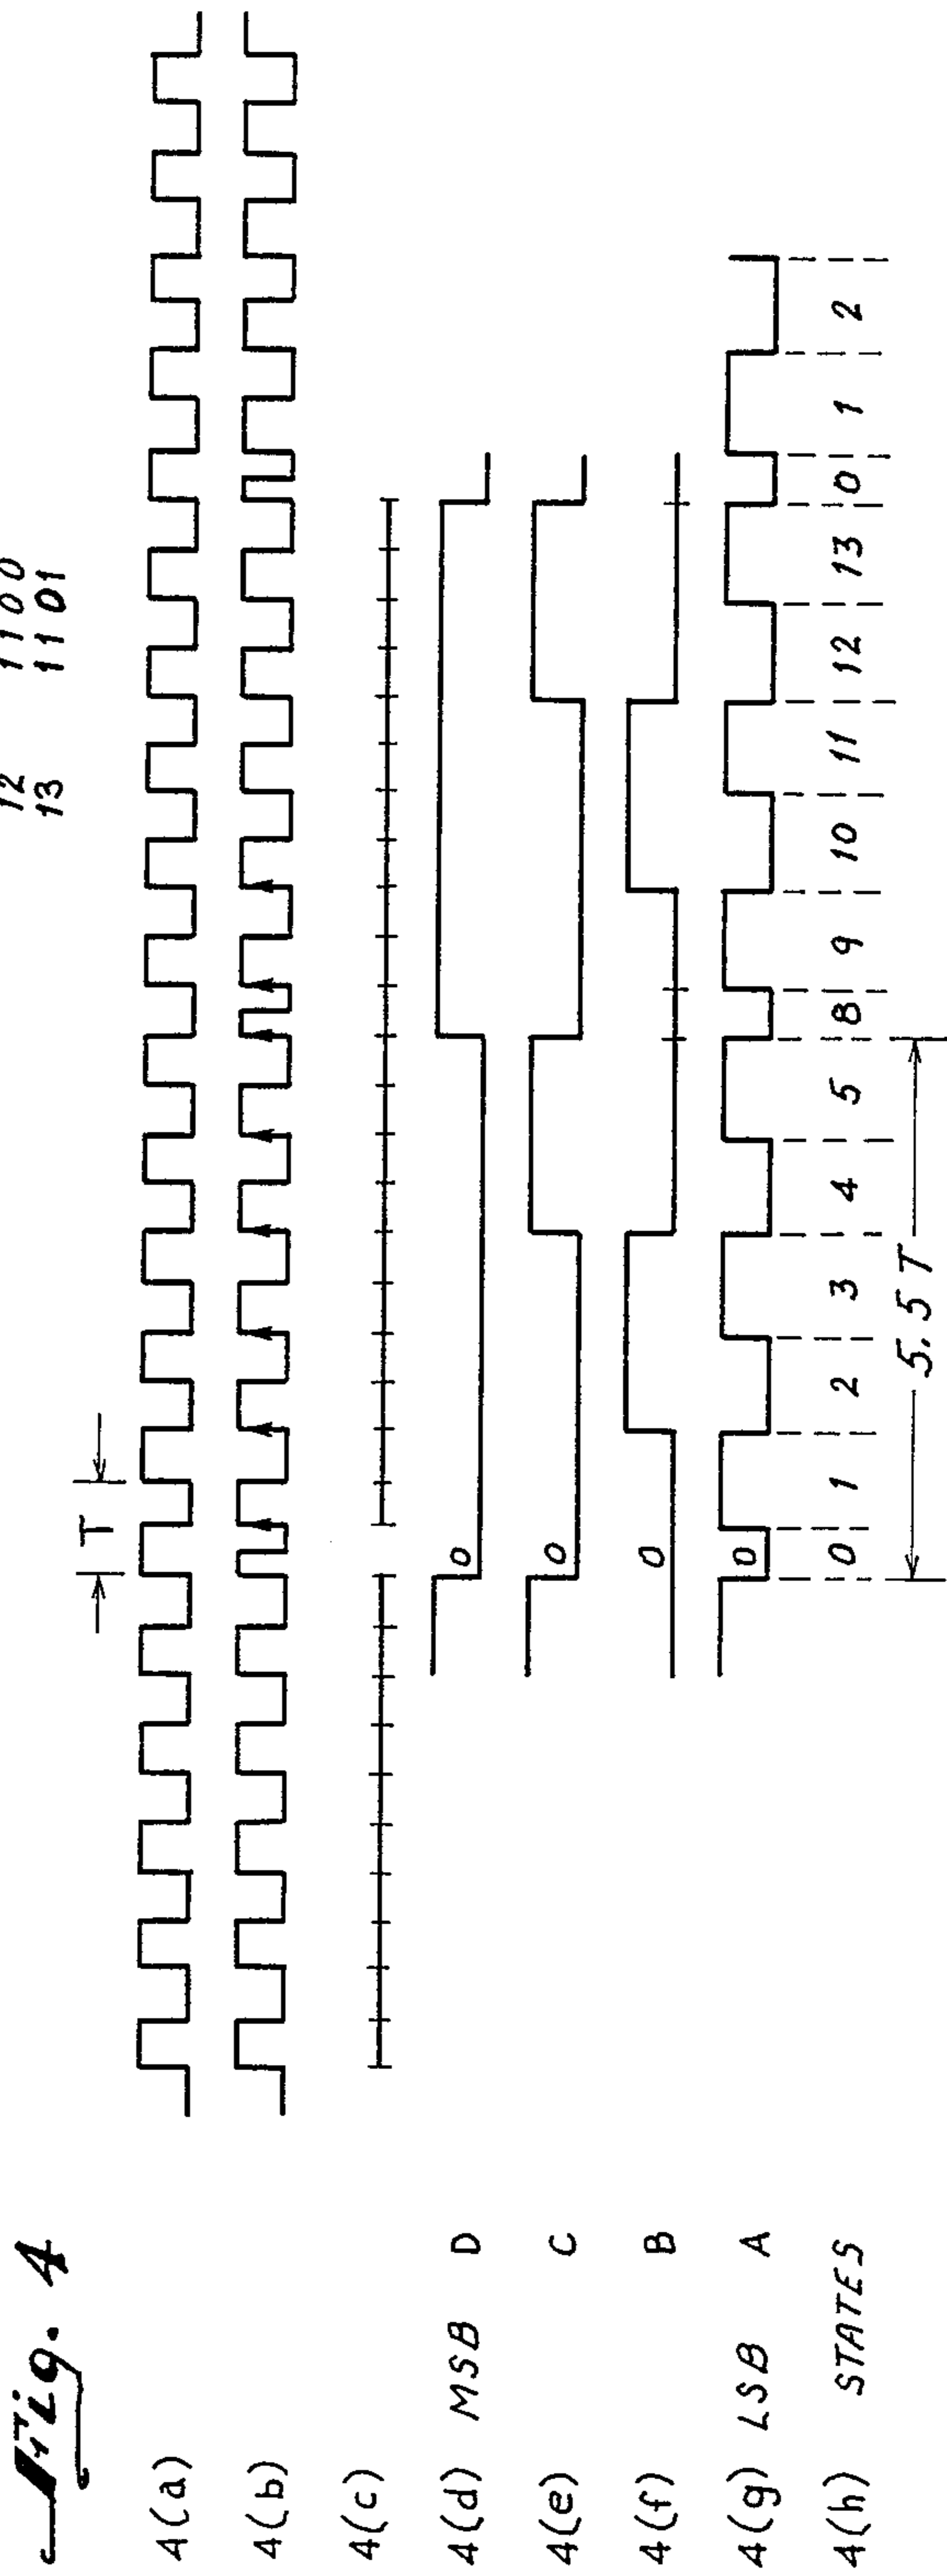 12 1100
13 1101
Fig. 4
4(a)
T
4(b)
4(c)
4(d) MSB D 0
4(e) C 0
4(f) B 0
4(g) LSB A 0
4(h) STATES 0 1 2 3 4 5 8 9 10 11 12 13 0 1 2
5.5T